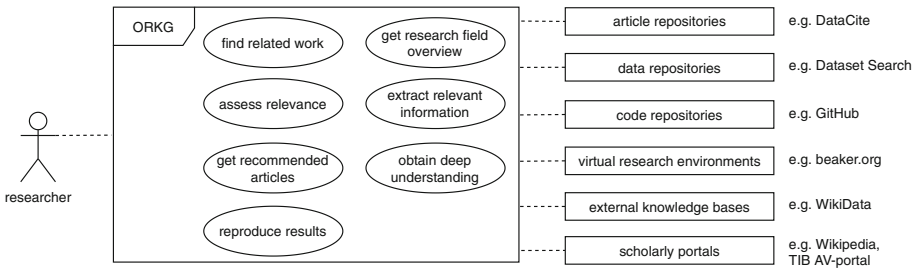 ORKG
find related work
get research field
overview
assess relevance
extract relevant
information
get recommended
articles
obtain deep
understanding
reproduce results
researcher
article repositories
e.g. DataCite
data repositories
e.g. Dataset Search
code repositories
e.g. GitHub
virtual research environments
e.g. beaker.org
external knowledge bases
e.g. WikiData
scholarly portals
e.g. Wikipedia,
TIB AV-portal